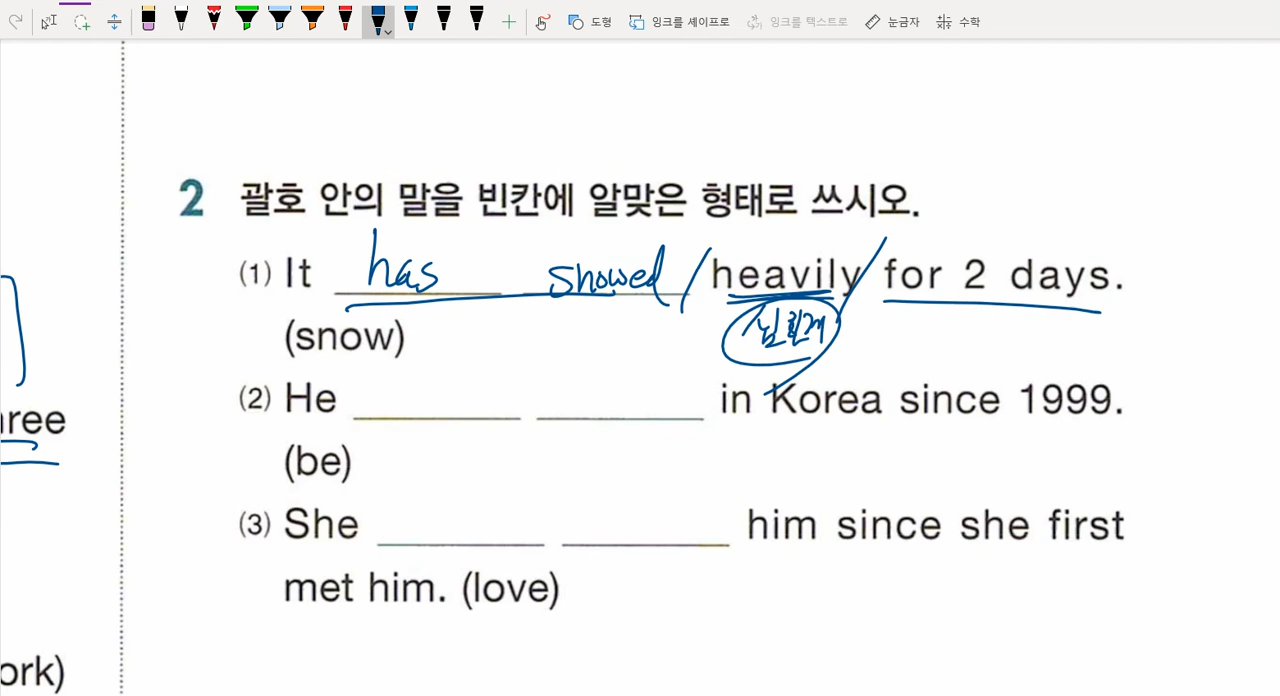 도형 잉크를 셰이프로 잉크를 텍스트로 눈금자 수학
2 괄호 안의 말을 빈칸에 알맞은 형태로 쓰시오.
(1) It has snowed / heavily / for 2 days.
(snow) 심하게
(2) He in Korea since 1999.
(be)
(3) She him since she first
met him. (love)
ree
ork)